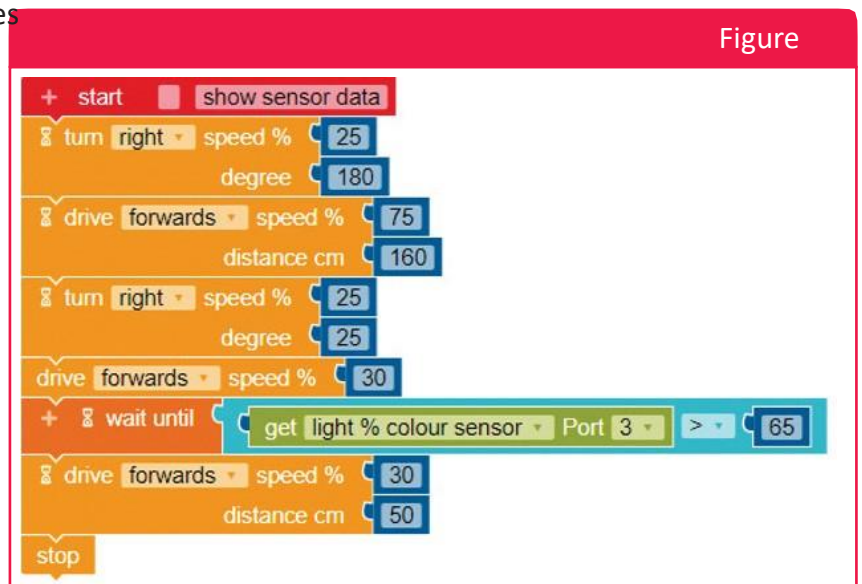 es
Figure
+ start show sensor data
turn right speed % 25
degree 180
drive forwards speed % 75
distance cm 160
turn right speed % 25
degree 25
drive forwards speed % 30
+ wait until get light % colour sensor Port 3 > 65
drive forwards speed % 30
distance cm 50
stop